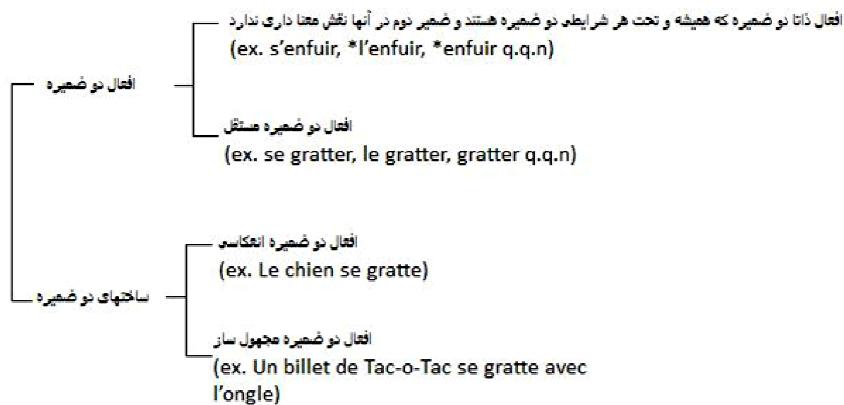 افعال ذاتا دو ضمیره که همیشه و تحت هر شرایطی دو ضمیره هستند و ضمیر دوم در آنها نقش معنا داری ندارد
(ex. s’enfuir, *l’enfuir, *enfuir q.q.n)
افعال دو ضمیره
افعال دو ضمیره مستقل
(ex. se gratter, le gratter, gratter q.q.n)
افعال دو ضمیره انعکاسی
(ex. Le chien se gratte)
ساختهای دو ضمیره
افعال دو ضمیره مجهول ساز
(ex. Un billet de Tac-o-Tac se gratte avec
l’ongle)